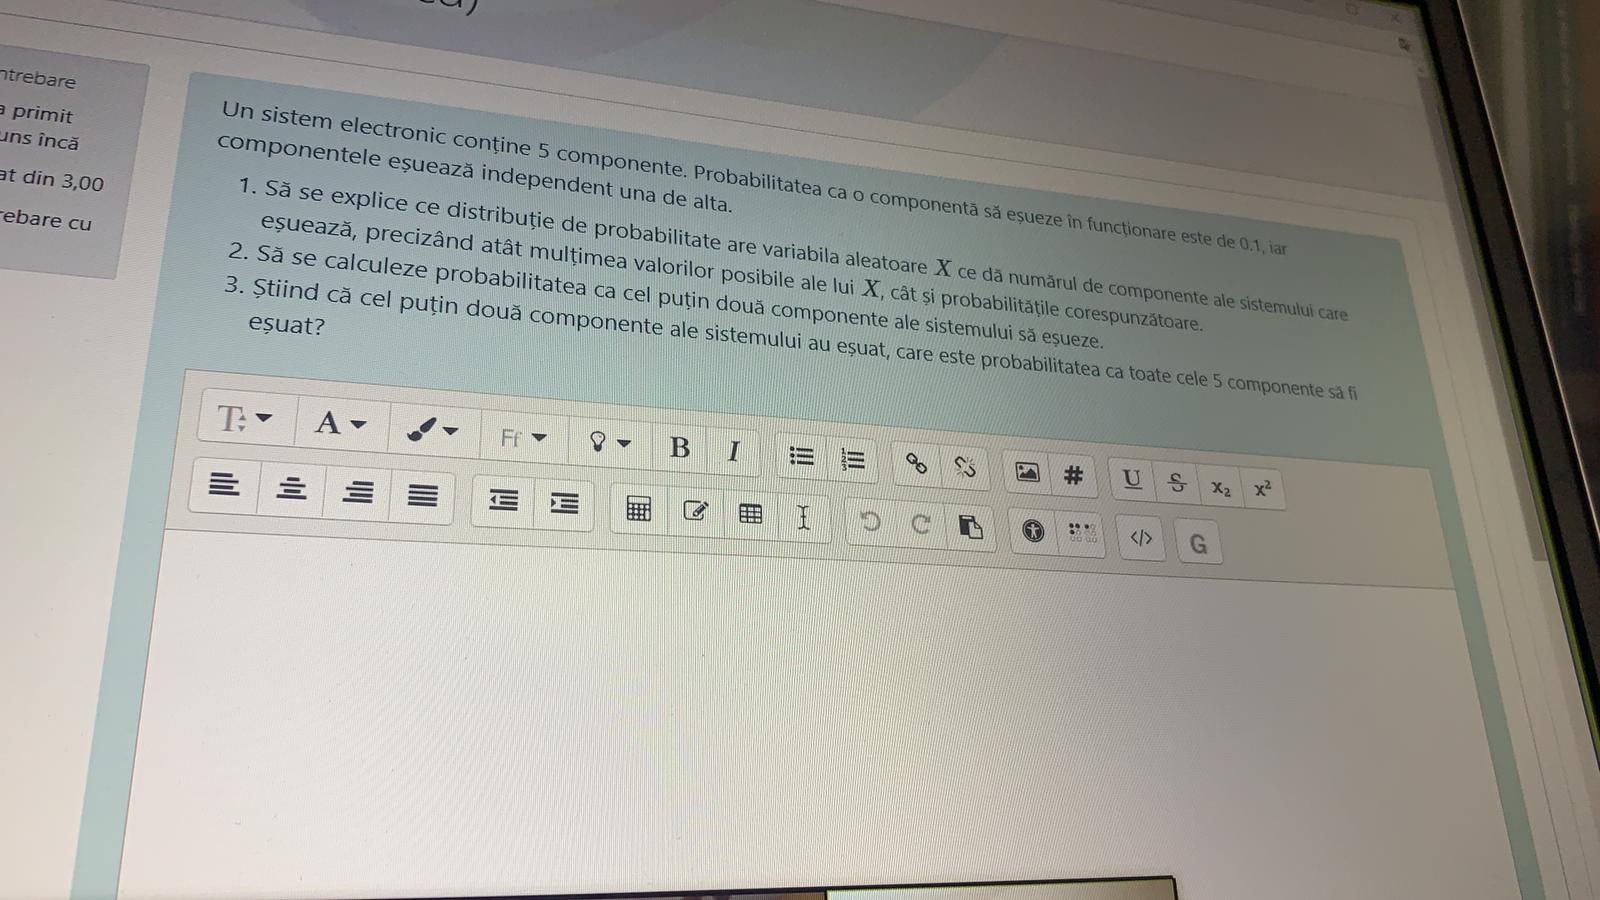 ntrebare
a primit
uns încă
at din 3,00
rebare cu
Un sistem electronic conține 5 componente. Probabilitatea ca o componentă să eșueze în funcționare este de 0.1, iar
componentele eșuează independent una de alta.
1. Să se explice ce distribuție de probabilitate are variabila aleatoare X ce dă numărul de componente ale sistemului care
eșuează, precizând atât mulțimea valorilor posibile ale lui X, cât și probabilitățile corespunzătoare.
2. Să se calculeze probabilitatea ca cel puțin două componente ale sistemului să eșueze.
3. Știind că cel puțin două componente ale sistemului au eșuat, care este probabilitatea ca toate cele 5 componente să fi
eșuat?
T A Ff B I # U S x₂ x²
</> G